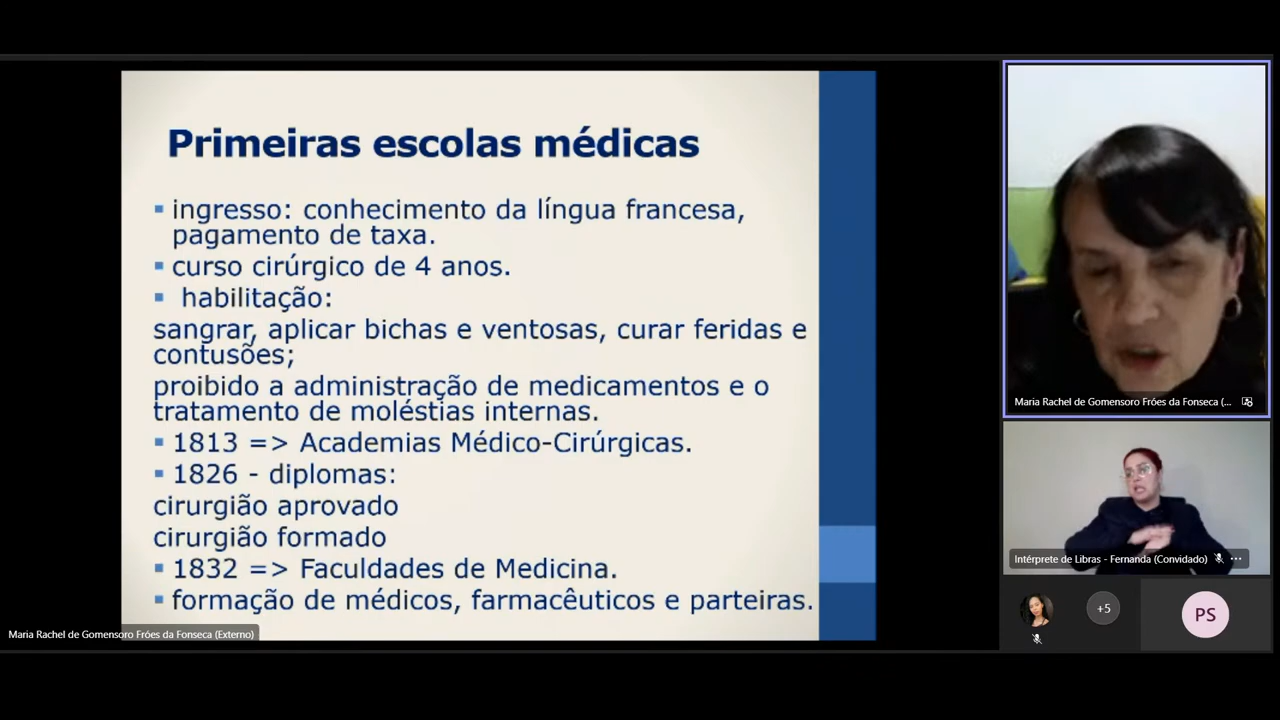 Primeiras escolas médicas
▪ ingresso: conhecimento da língua francesa,
pagamento de taxa.
▪ curso cirúrgico de 4 anos.
▪ habilitação:
sangrar, aplicar bichas e ventosas, curar feridas e
contusões;
proibido a administração de medicamentos e o
tratamento de moléstias internas.
▪ 1813 => Academias Médico-Cirúrgicas.
▪ 1826 - diplomas:
cirurgião aprovado
cirurgião formado
▪ 1832 => Faculdades de Medicina.
▪ formação de médicos, farmacêuticos e parteiras.
Maria Rachel de Gomensoro Fróes da Fonseca (Externo)
Maria Rachel de Gomensoro Fróes da Fonseca (...
Intérprete de Libras - Fernanda (Convidado)
+5
PS